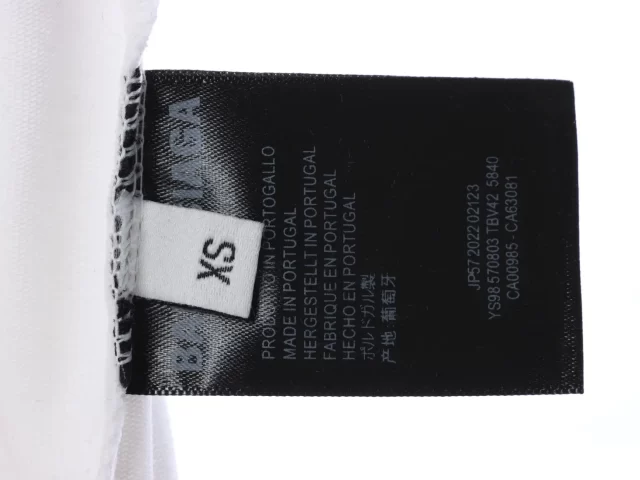 XS
PRODOTTO IN PORTOGALLO
MADE IN PORTUGAL
HERGESTELLT IN PORTUGAL
FABRIQUE EN PORTUGAL
HECHO EN PORTUGAL
ポルトガル製
产地 葡萄牙
JP57 2022 02123
YS98 570803 TBV42 5840
CA00985 - CA63081